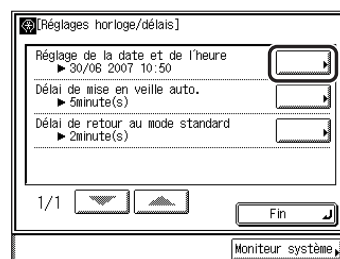 [Réglages horloge/délais]
Réglage de la date et de l'heure
▶ 30/06 2007 10:50
Délai de mise en veille auto.
▶ 5minute(s)
Délai de retour au mode standard
▶ 2minute(s)
1/1
Fin
Moniteur système